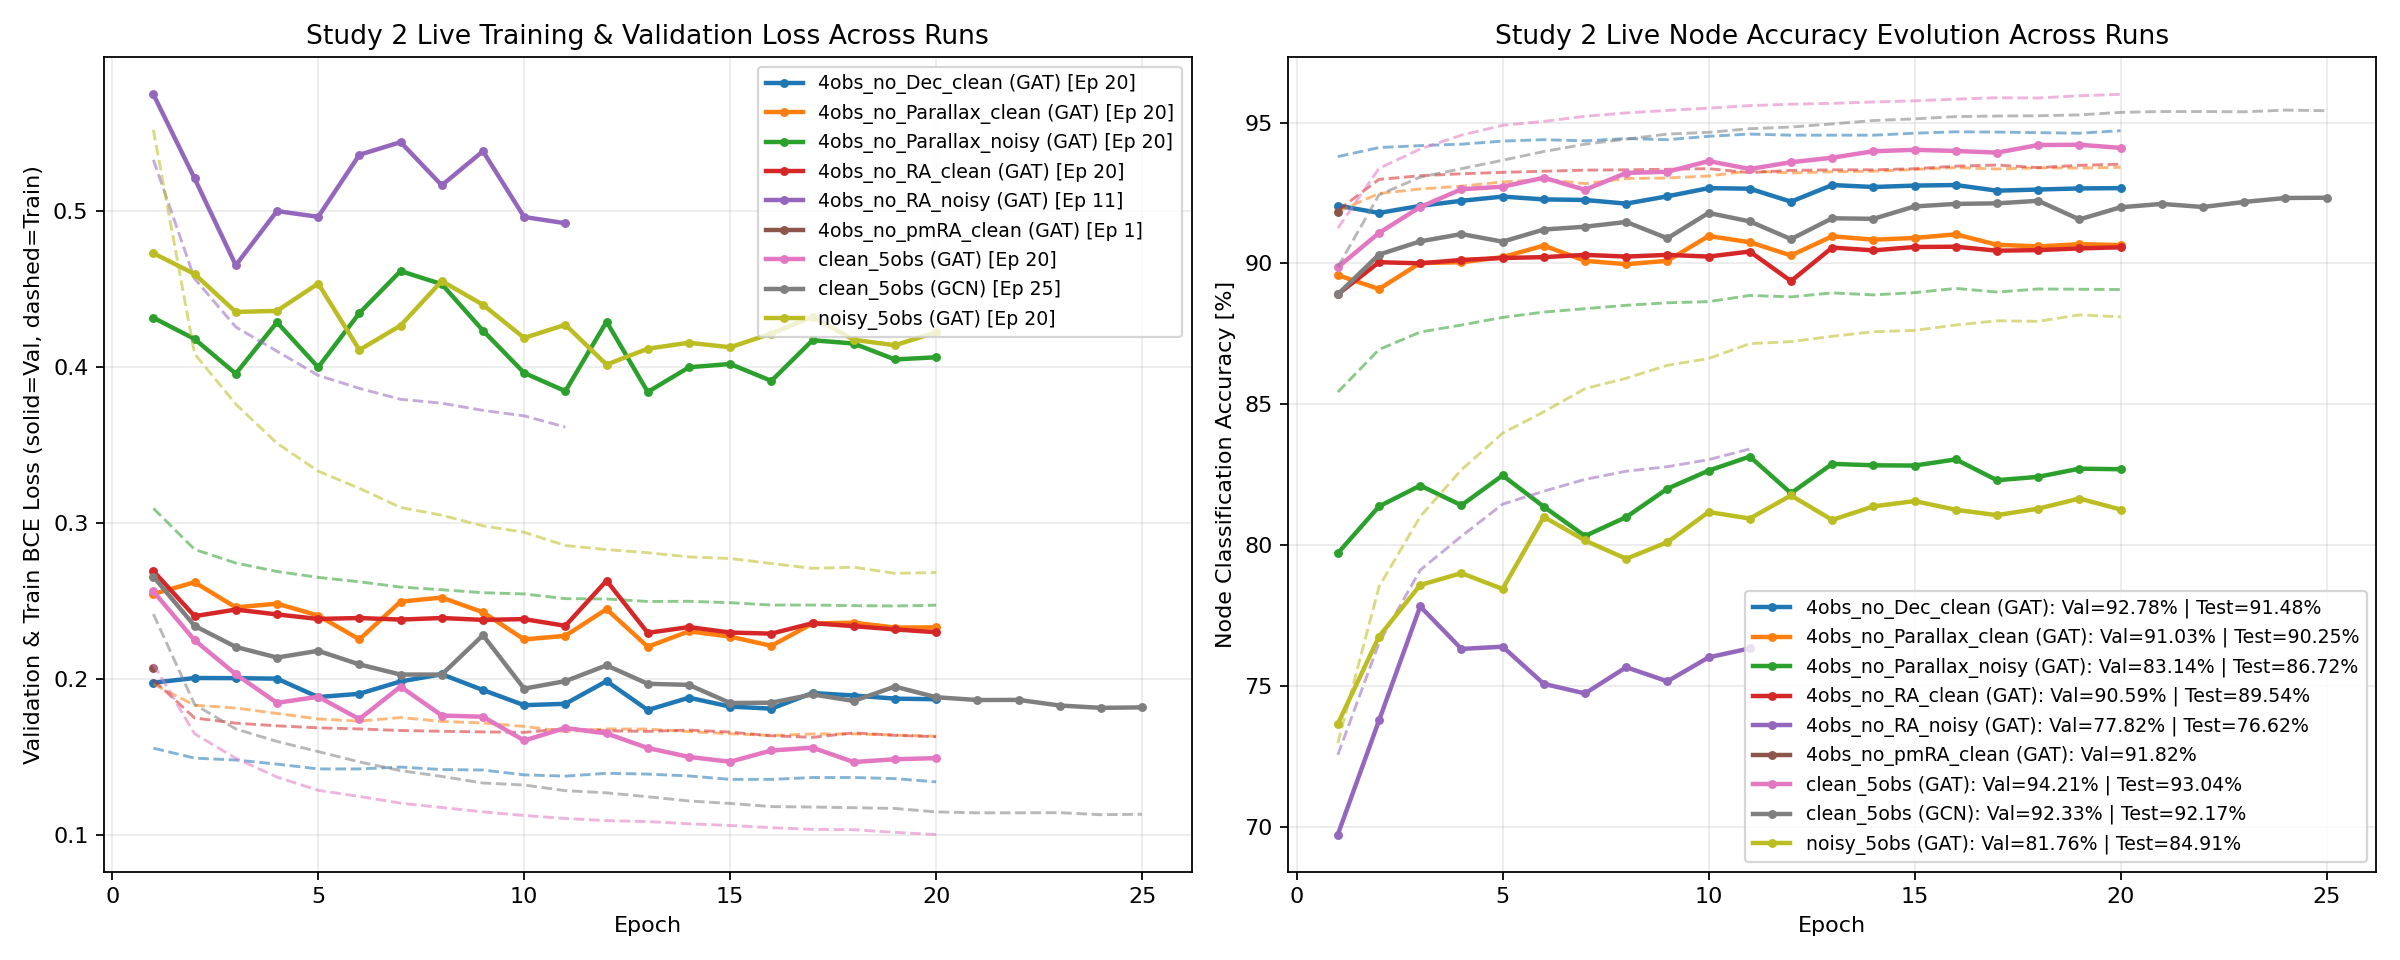 Study 2 Live Training & Validation Loss Across Runs
Validation & Train BCE Loss (solid=Val, dashed=Train)
0.5
0.4
0.3
0.2
0.1
4obs_no_Dec_clean (GAT) [Ep 20]
4obs_no_Parallax_clean (GAT) [Ep 20]
4obs_no_Parallax_noisy (GAT) [Ep 20]
4obs_no_RA_clean (GAT) [Ep 20]
4obs_no_RA_noisy (GAT) [Ep 11]
4obs_no_pmRA_clean (GAT) [Ep 1]
clean_5obs (GAT) [Ep 20]
clean_5obs (GCN) [Ep 25]
noisy_5obs (GAT) [Ep 20]
0 5 10 15 20 25
Epoch
Study 2 Live Node Accuracy Evolution Across Runs
Node Classification Accuracy [%]
95
90
85
80
75
70
4obs_no_Dec_clean (GAT): Val=92.78% | Test=91.48%
4obs_no_Parallax_clean (GAT): Val=91.03% | Test=90.25%
4obs_no_Parallax_noisy (GAT): Val=83.14% | Test=86.72%
4obs_no_RA_clean (GAT): Val=90.59% | Test=89.54%
4obs_no_RA_noisy (GAT): Val=77.82% | Test=76.62%
4obs_no_pmRA_clean (GAT): Val=91.82%
clean_5obs (GAT): Val=94.21% | Test=93.04%
clean_5obs (GCN): Val=92.33% | Test=92.17%
noisy_5obs (GAT): Val=81.76% | Test=84.91%
0 5 10 15 20 25
Epoch